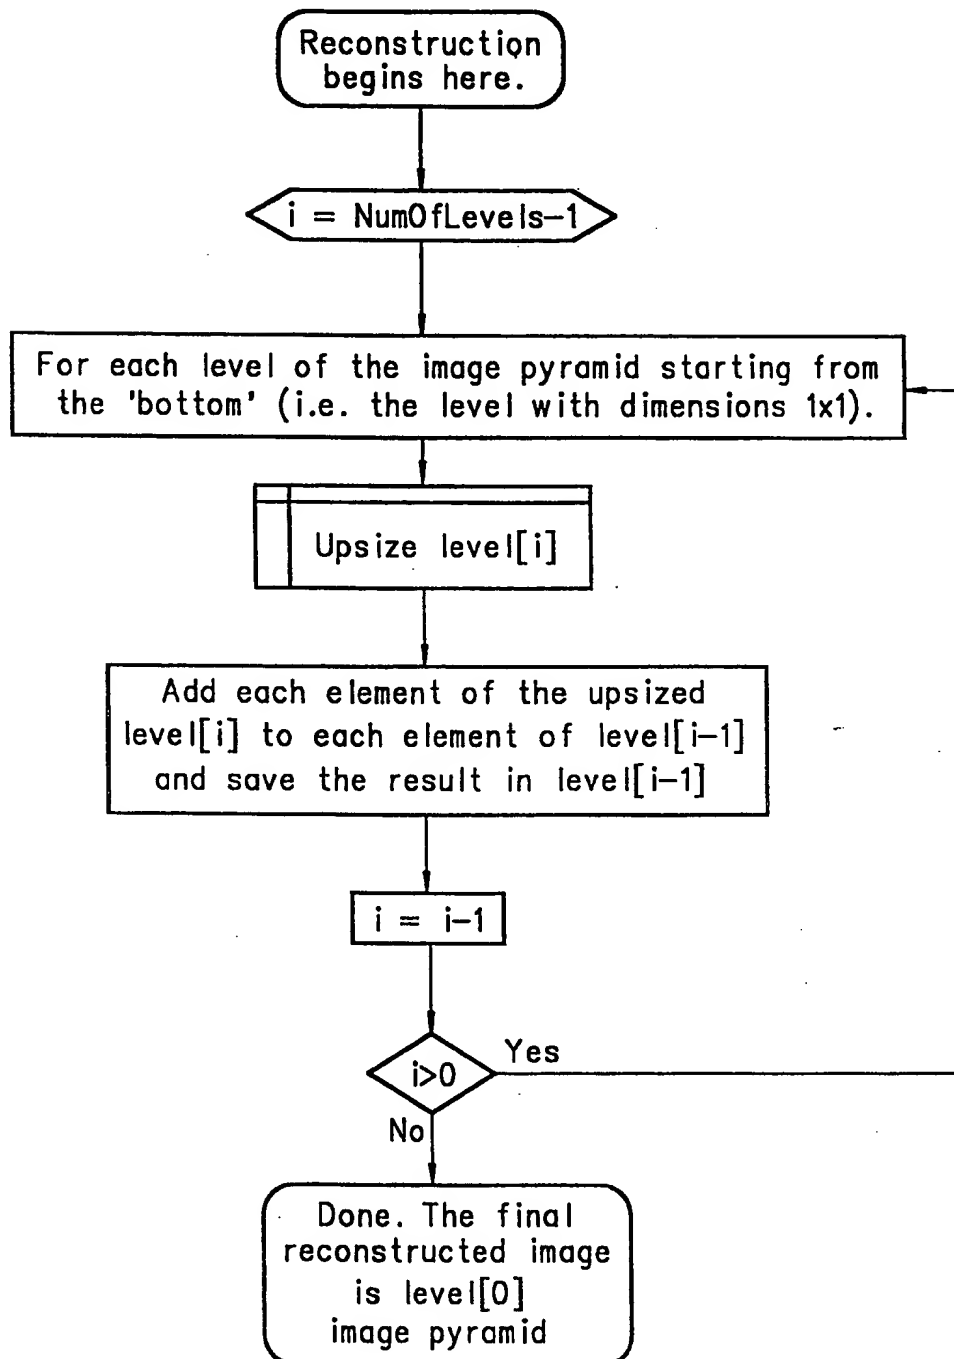 Reconstruction
begins here.
i = NumOfLevels-1
For each level of the image pyramid starting from
the 'bottom' (i.e. the level with dimensions 1x1).
Upsize level[i]
Add each element of the upsized
level[i] to each element of level[i-1]
and save the result in level[i-1]
i = i-1
i>0
Yes
No
Done. The final
reconstructed image
is level[0]
image pyramid